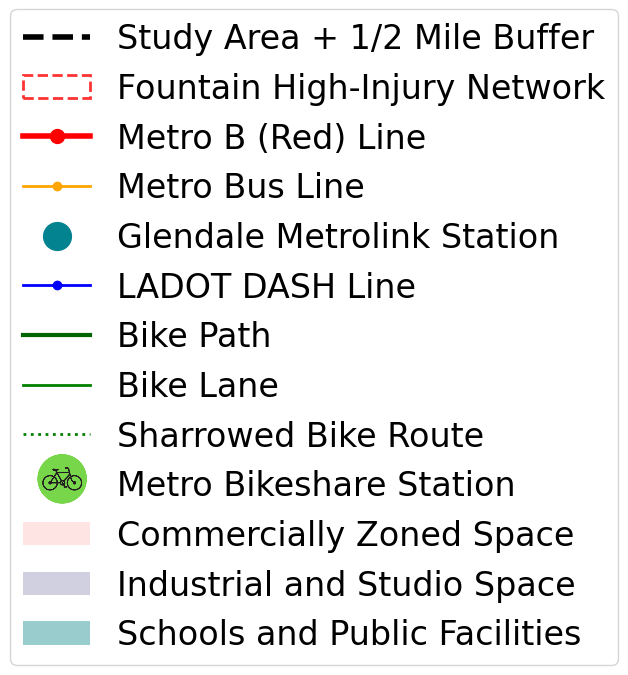 Study Area + 1/2 Mile Buffer
Fountain High-Injury Network
Metro B (Red) Line
Metro Bus Line
Glendale Metrolink Station
LADOT DASH Line
Bike Path
Bike Lane
Sharrowed Bike Route
Metro Bikeshare Station
Commercially Zoned Space
Industrial and Studio Space
Schools and Public Facilities